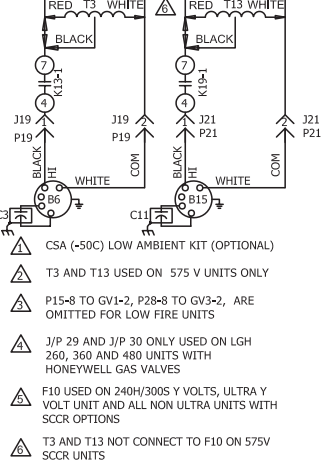 RED T3 WHITE
6
RED T13 WHITE
BLACK
BLACK
7
7
K13-1
K19-1
4
4
J19 1
2 J19
J21 1
2 J21
P19
P19
P21
P21
BLACK
HI
COM
BLACK
HI
COM
WHITE
WHITE
B6
B15
C3
C11
1 CSA (-50C) LOW AMBIENT KIT (OPTIONAL)
2 T3 AND T13 USED ON 575 V UNITS ONLY
3 P15-8 TO GV1-2, P28-8 TO GV3-2, ARE
OMITTED FOR LOW FIRE UNITS
4 J/P 29 AND J/P 30 ONLY USED ON LGH
260, 360 AND 480 UNITS WITH
HONEYWELL GAS VALVES
5 F10 USED ON 240H/300S Y VOLTS, ULTRA Y
VOLT UNIT AND ALL NON ULTRA UNITS WITH
SCCR OPTIONS
6 T3 AND T13 NOT CONNECT TO F10 ON 575V
SCCR UNITS